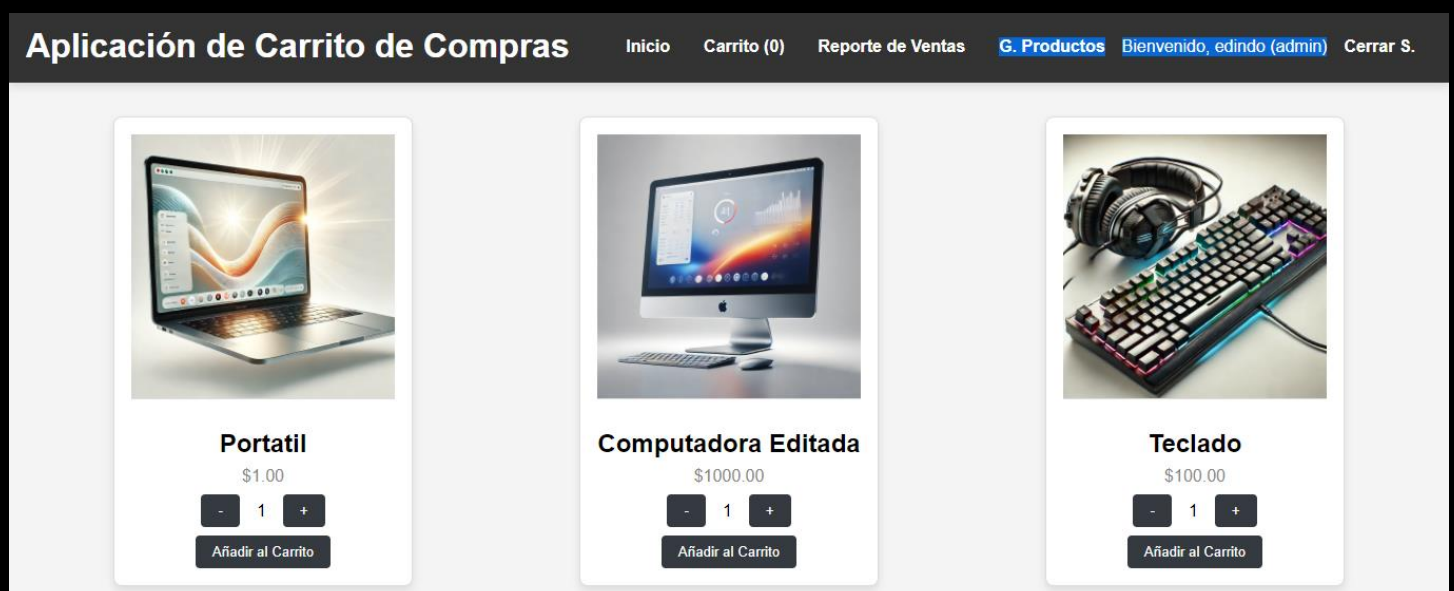 Aplicación de Carrito de Compras Inicio Carrito (0) Reporte de Ventas G. Productos Bienvenido, edindo (admin) Cerrar S.
Portatil
$1.00
- 1 +
Añadir al Carrito
Computadora Editada
$1000.00
- 1 +
Añadir al Carrito
Teclado
$100.00
- 1 +
Añadir al Carrito